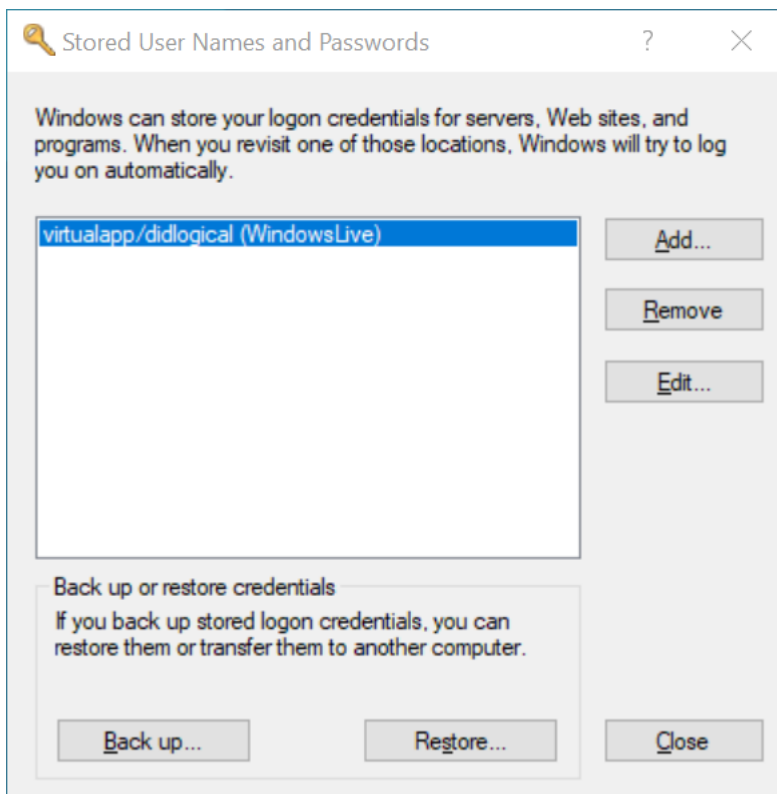 Stored User Names and Passwords
Windows can store your logon credentials for servers, Web sites, and
programs. When you revisit one of those locations, Windows will try to log
you on automatically.
virtualapp/didlogical (WindowsLive)
Add...
Remove
Edit...
Back up or restore credentials
If you back up stored logon credentials, you can
restore them or transfer them to another computer.
Back up...
Restore...
Close